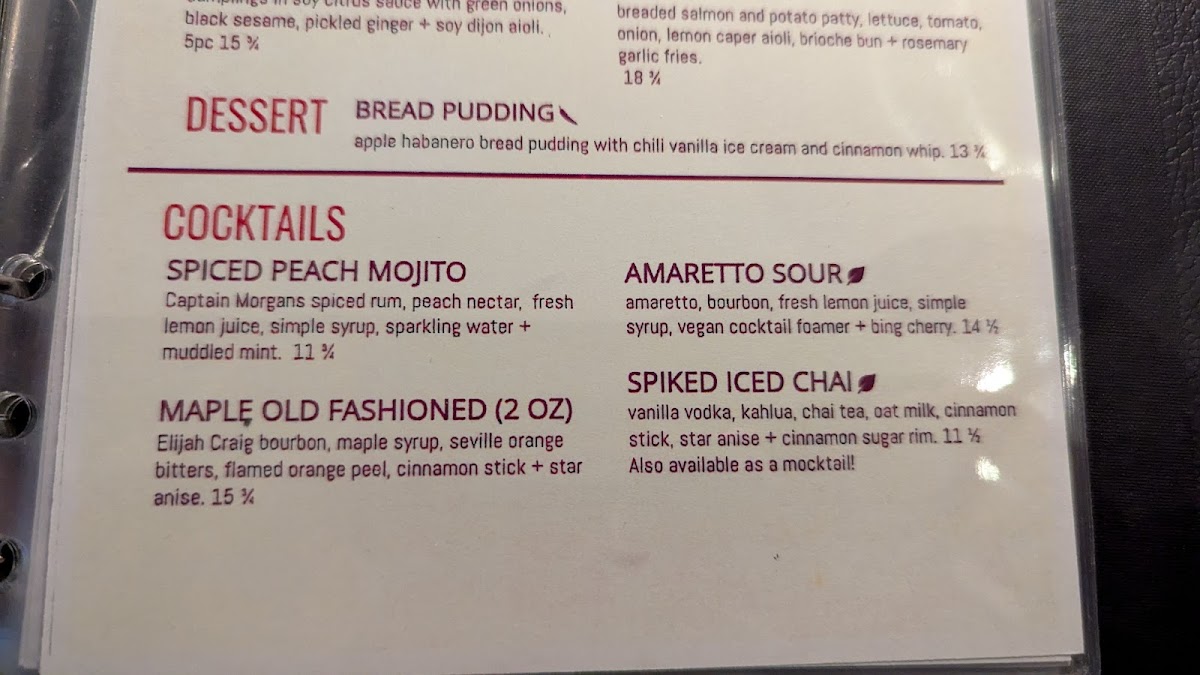 in soy citrus sauce with green onions,
black sesame, pickled ginger + soy dijon aioli.
5pc 15 ¾
breaded salmon and potato patty, lettuce, tomato,
onion, lemon caper aioli, brioche bun + rosemary
garlic fries.
18 ¾
DESSERT
BREAD PUDDING
apple habanero bread pudding with chili vanilla ice cream and cinnamon whip. 13 ¾
COCKTAILS
SPICED PEACH MOJITO
Captain Morgans spiced rum, peach nectar, fresh
lemon juice, simple syrup, sparkling water +
muddled mint. 11 ¾
MAPLE OLD FASHIONED (2 OZ)
Elijah Craig bourbon, maple syrup, seville orange
bitters, flamed orange peel, cinnamon stick + star
anise. 15 ¾
AMARETTO SOUR
amaretto, bourbon, fresh lemon juice, simple
syrup, vegan cocktail foamer + bing cherry. 14 ½
SPIKED ICED CHAI
vanilla vodka, kahlua, chai tea, oat milk, cinnamon
stick, star anise + cinnamon sugar rim. 11 ½
Also available as a mocktail!